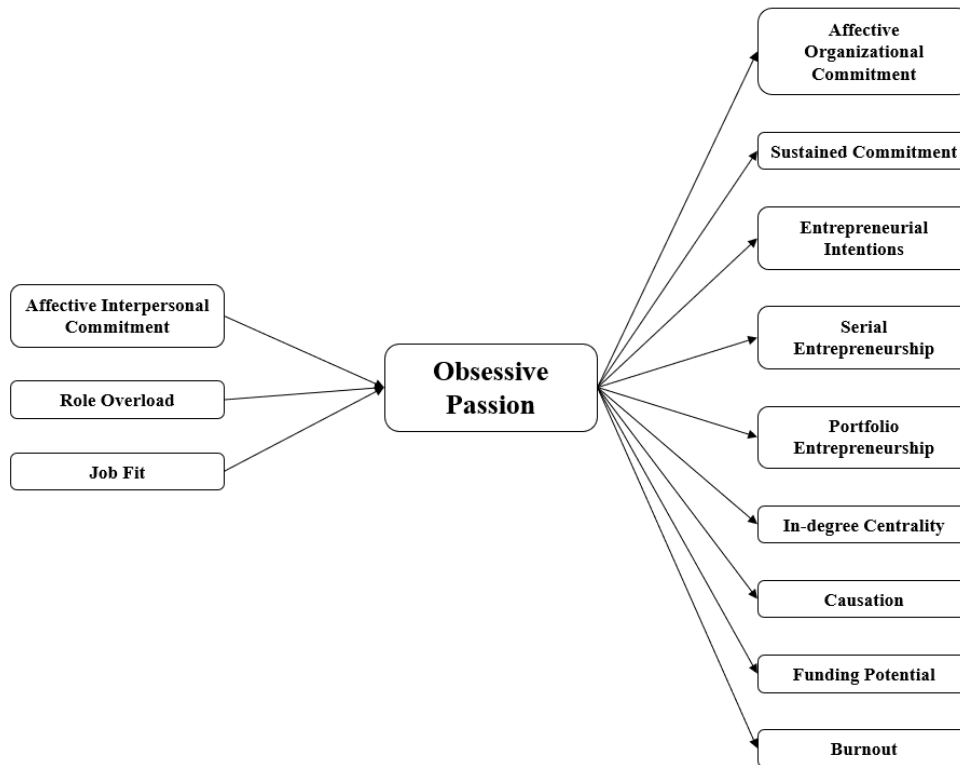 Affective Interpersonal
Commitment
Role Overload
Job Fit
Obsessive
Passion
Affective
Organizational
Commitment
Sustained Commitment
Entrepreneurial
Intentions
Serial
Entrepreneurship
Portfolio
Entrepreneurship
In-degree Centrality
Causation
Funding Potential
Burnout